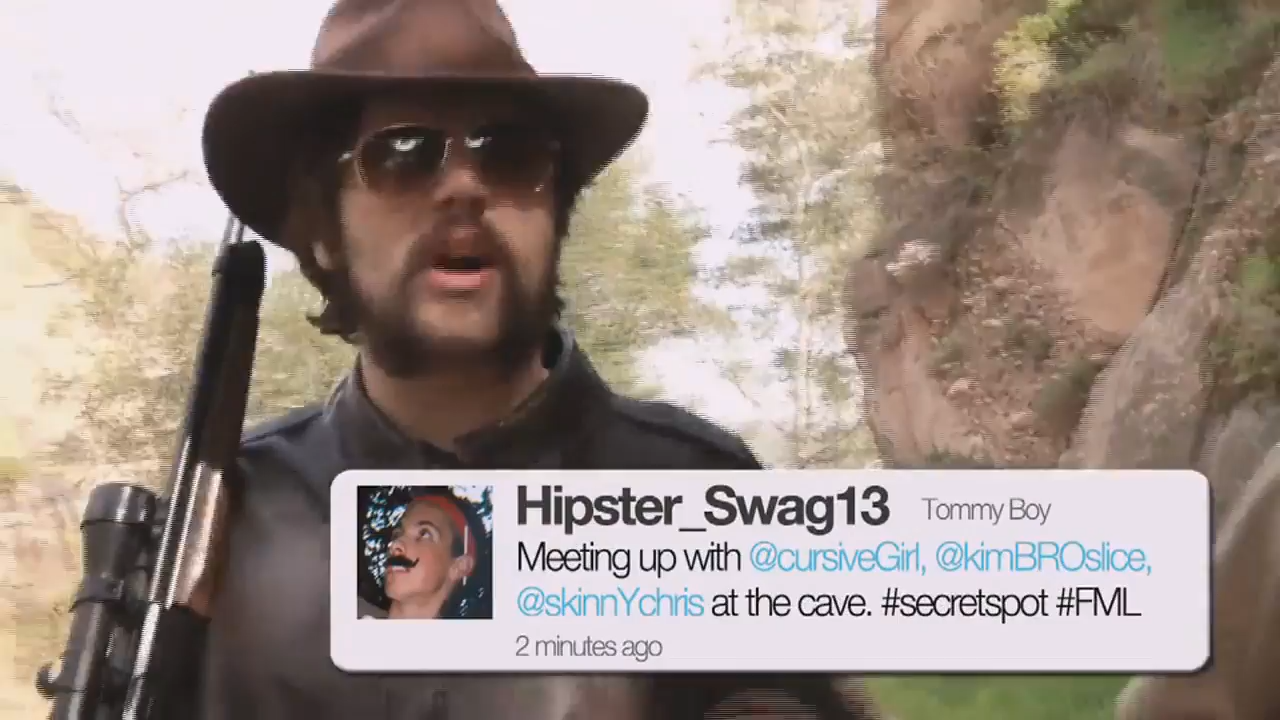 Hipster_Swag13 Tommy Boy
Meeting up with @cursiveGirl, @kimBROslice,
@skinnYchris at the cave. #secretspot #FML
2 minutes ago